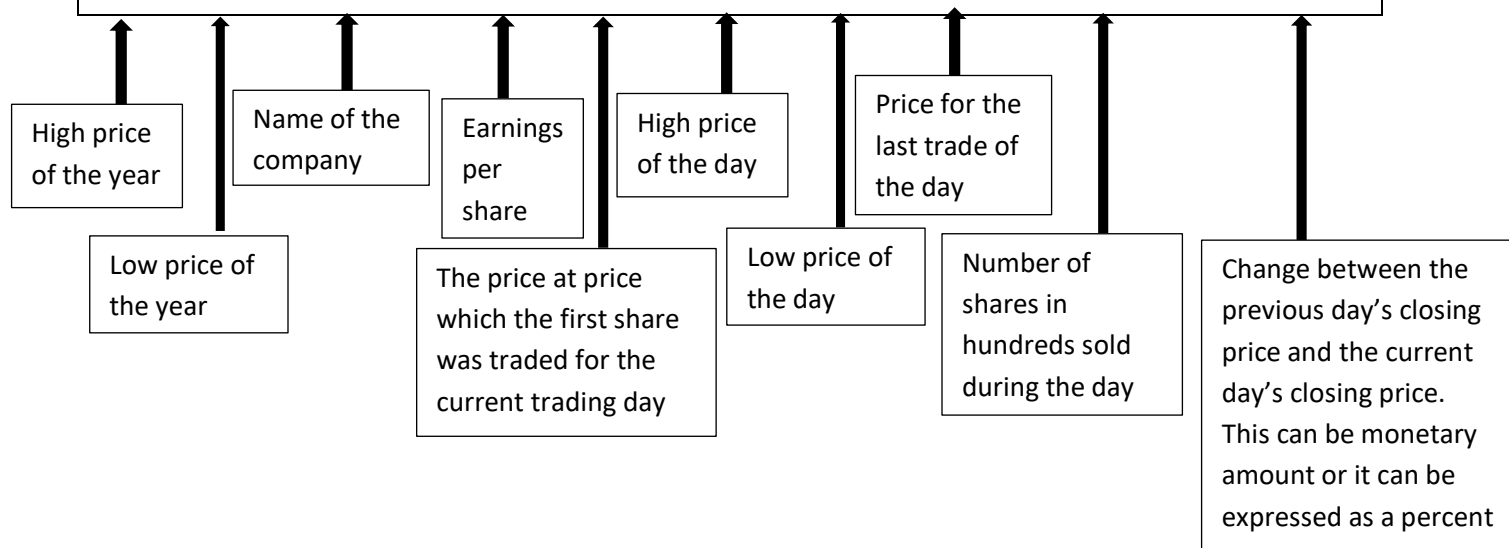 High price
of the year
Low price of
the year
Name of the
company
Earnings
per
share
The price at price
which the first share
was traded for the
current trading day
High price
of the day
Low price of
the day
Price for the
last trade of
the day
Number of
shares in
hundreds sold
during the day
Change between the
previous day’s closing
price and the current
day’s closing price.
This can be monetary
amount or it can be
expressed as a percent